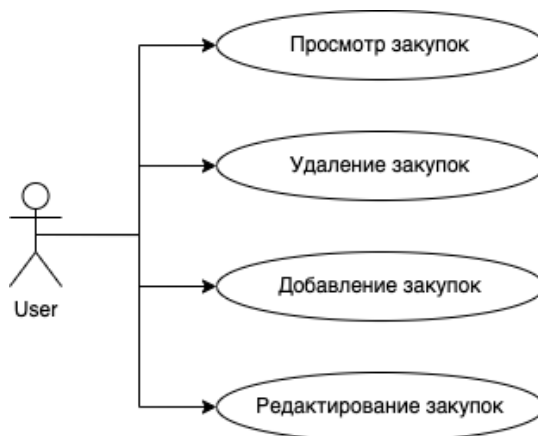 Просмотр закупок
Удаление закупок
User
Добавление закупок
Редактирование закупок